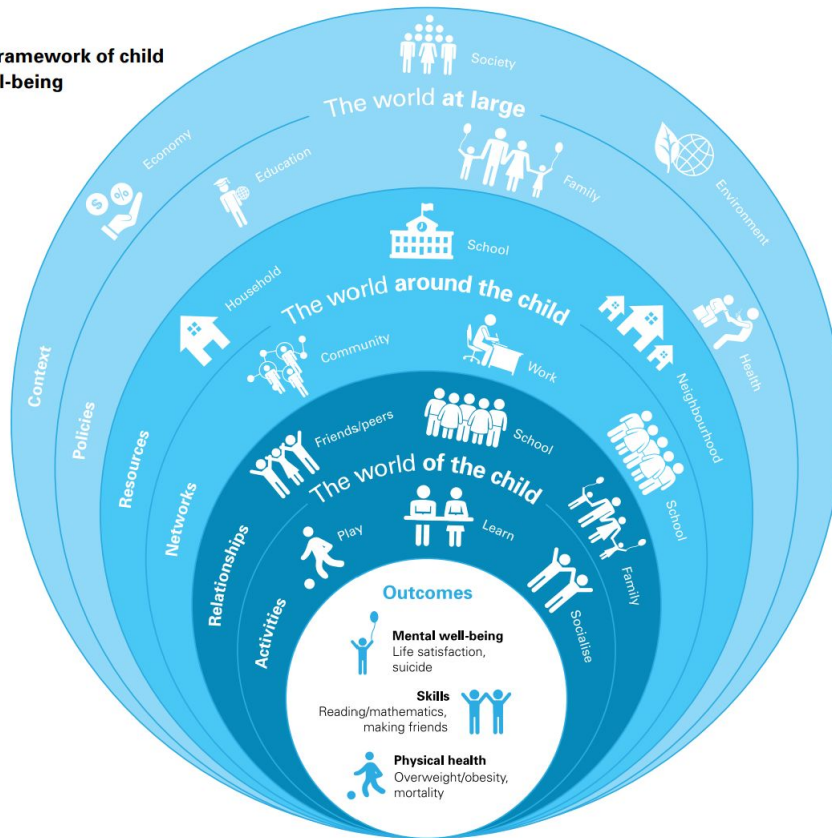 ramework of child
l-being
Society
The world at large
Economy
Education
Family
Environment
School
Household
The world around the child
Health
Community
Work
Neighbourhood
Context
Policies
Resources
Networks
Friends/peers
School
The world of the child
School
Family
Relationships
Activities
Play
Learn
Socialise
Outcomes
Mental well-being
Life satisfaction,
suicide
Skills
Reading/mathematics,
making friends
Physical health
Overweight/obesity,
mortality
$
%